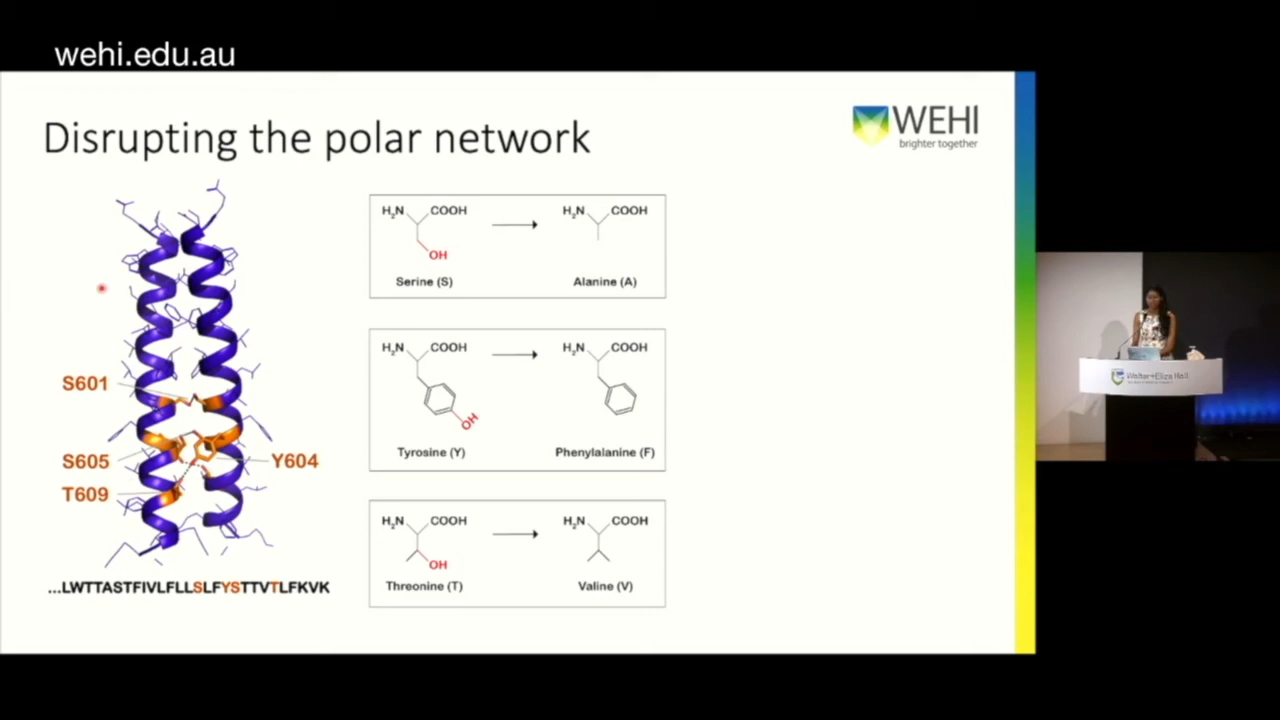 wehi.edu.au
Disrupting the polar network
WEHI
brighter together
S601
S605
Y604
T609
...LWTTASTFIVLFLLSLFYSTTVTLFKVK
H₂N COOH
OH
Serine (S)
H₂N COOH
Alanine (A)
H₂N COOH
OH
Tyrosine (Y)
H₂N COOH
Phenylalanine (F)
H₂N COOH
OH
Threonine (T)
H₂N COOH
Valine (V)
Walter+Eliza Hall